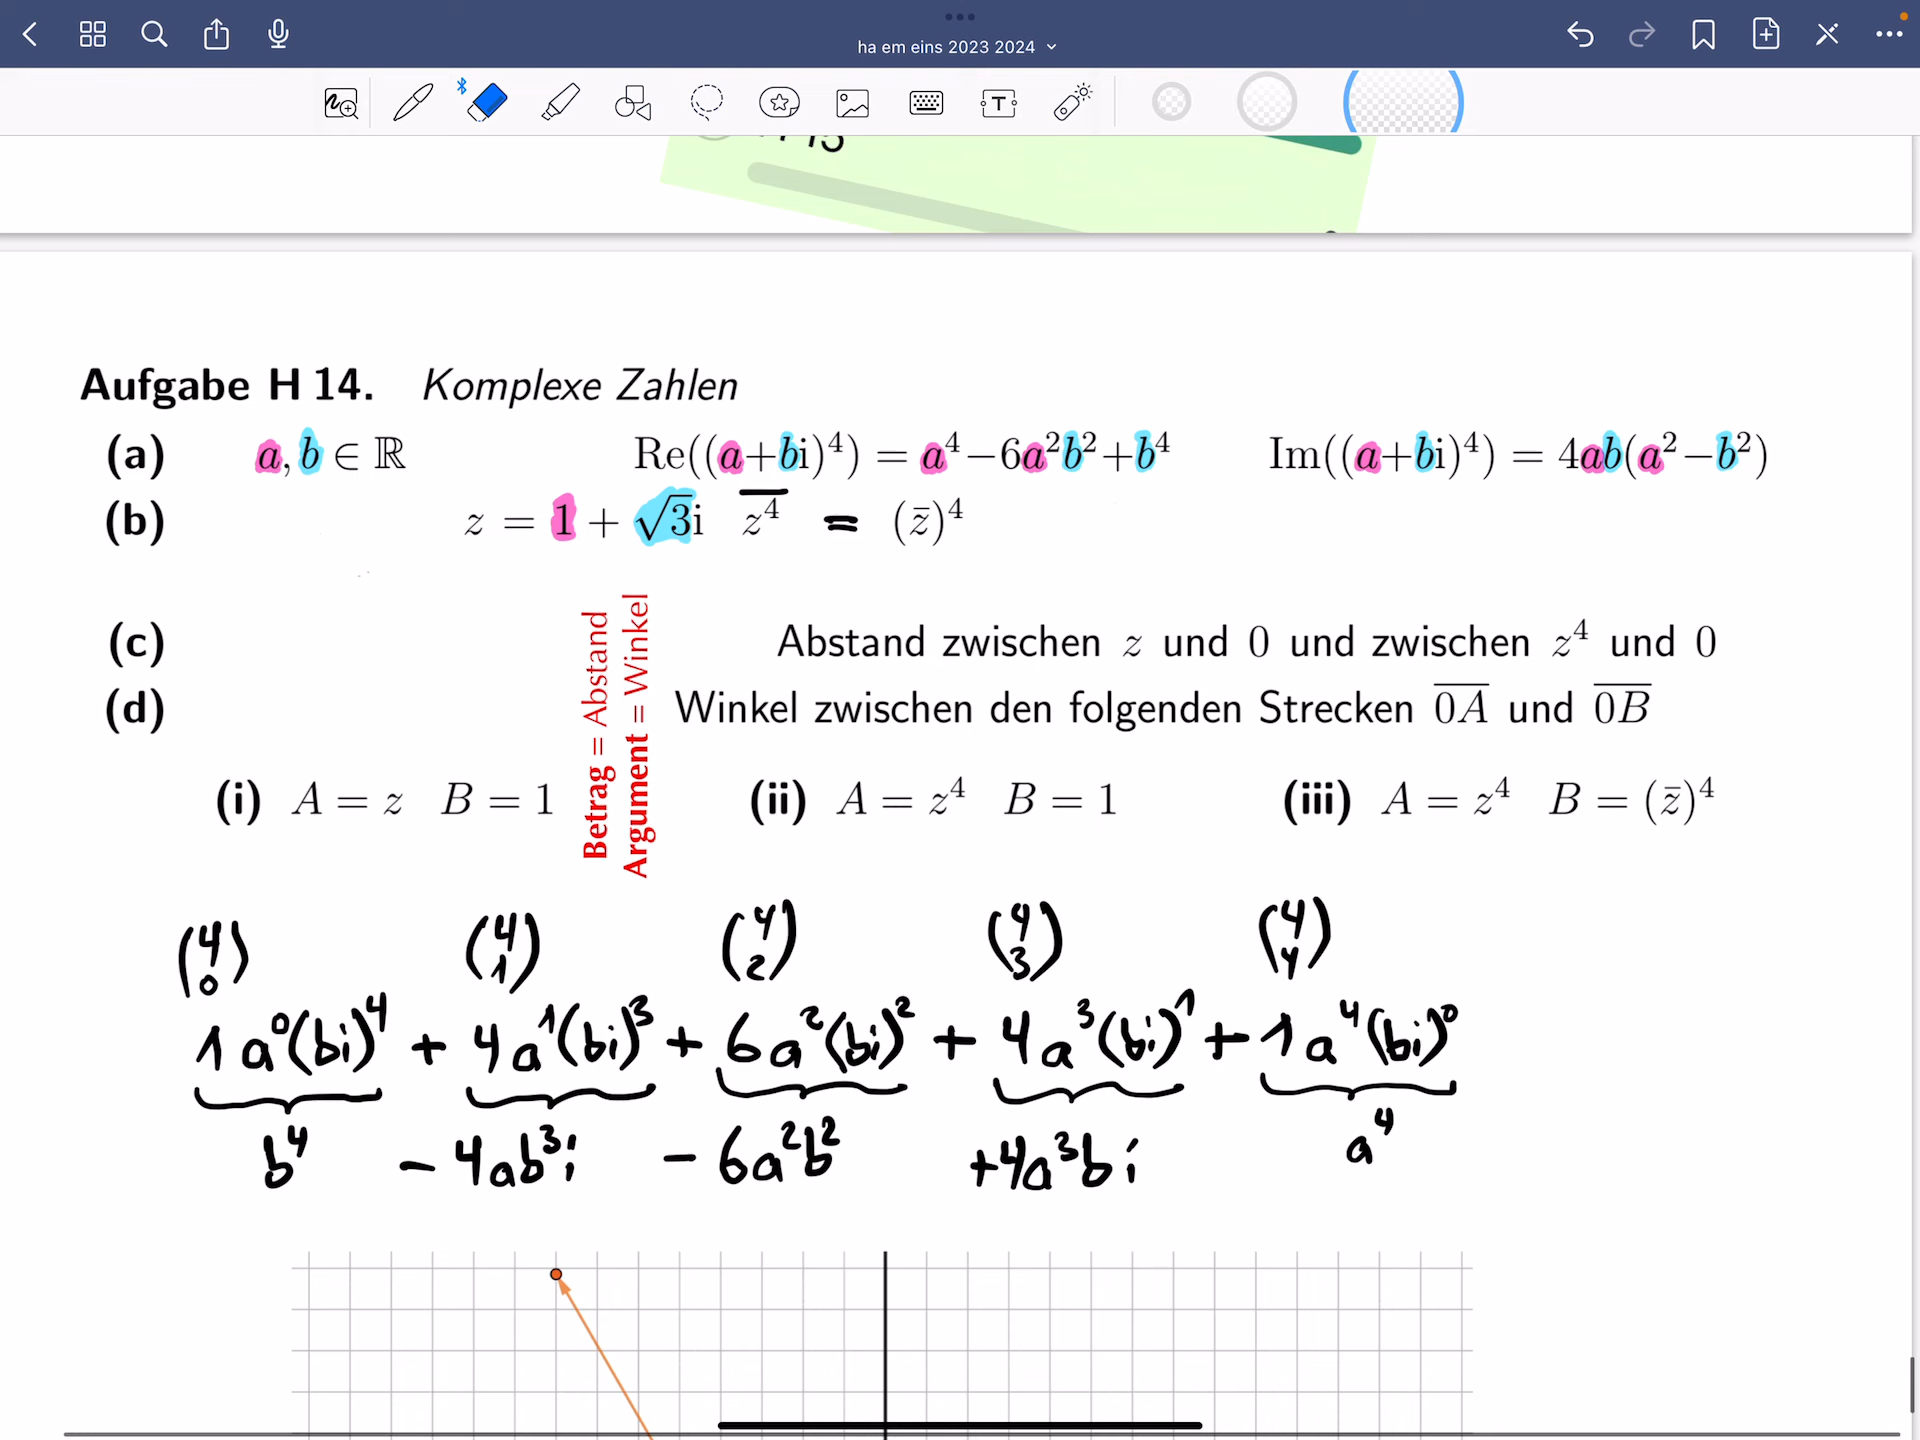 ha em eins 2023 2024
Aufgabe H 14. Komplexe Zahlen
(a) a, b ∈ ℝ Re((a+bi)⁴) = a⁴−6a²b²+b⁴ Im((a+bi)⁴) = 4ab(a²−b²)
(b) z = 1 + √3i z̅⁴ = (z̄)⁴
(c) Abstand zwischen z und 0 und zwischen z⁴ und 0
(d) Winkel zwischen den folgenden Strecken 0̅A̅ und 0̅B̅
Betrag = Abstand
Argument = Winkel
(i) A = z B = 1 (ii) A = z⁴ B = 1 (iii) A = z⁴ B = (z̄)⁴
(4 0) (4 1) (4 2) (4 3) (4 4)
1a⁰(bi)⁴ + 4a¹(bi)³ + 6a²(bi)² + 4a³(bi)¹ + 1a⁴(bi)⁰
b⁴ − 4ab³i − 6a²b² +4a³bi a⁴